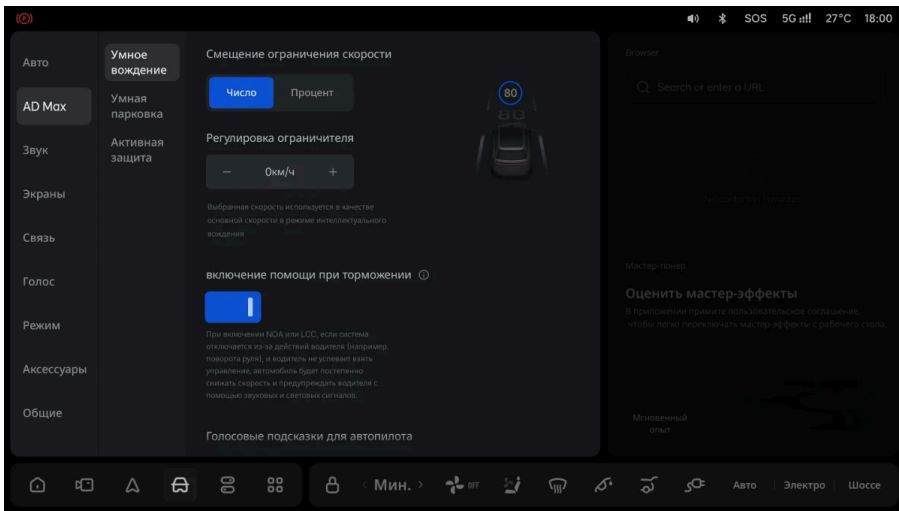 (P)
SOS 5G 27°C 18:00
Авто
AD Max
Звук
Экраны
Связь
Голос
Режим
Аксессуары
Общие
Умное
вождение
Умная
парковка
Активная
защита
Смещение ограничения скорости
Число Процент
Регулировка ограничителя
− 0км/ч +
Выбранная скорость используется в качестве
основной скорости в режиме интеллектуального
вождения
включение помощи при торможении
При включении NOA или LCC, если система
отключается из-за действий водителя (например,
поворота руля), и водитель не успевает взять
управление, автомобиль будет постепенно
снижать скорость и предупреждать водителя с
помощью звуковых и световых сигналов.
Голосовые подсказки для автопилота
80
80
Browser
Search or enter a URL
Мастер-тюнер
Оценить мастер-эффекты
В приложении примите пользовательское соглашение,
чтобы легко переключать мастер-эффекты с рабочего стола.
Мгновенный
опыт
< Мин. > OFF Авто Электро Шоссе